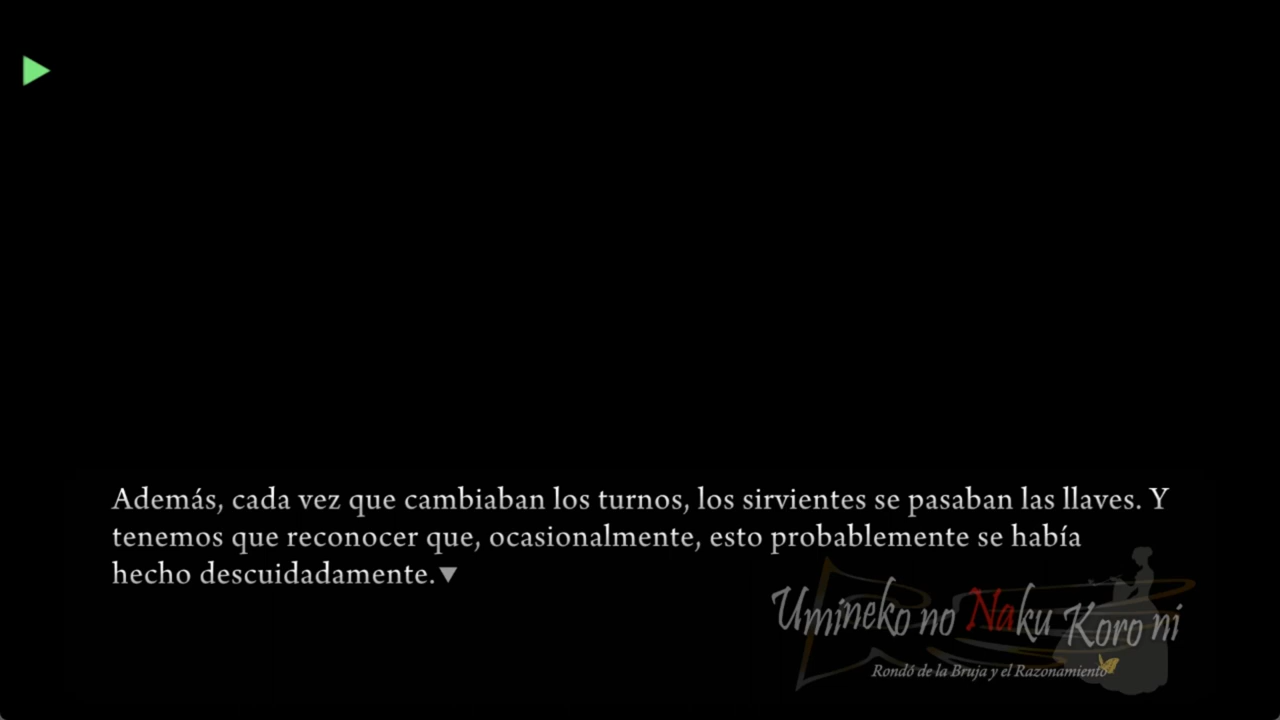 Además, cada vez que cambiaban los turnos, los sirvientes se pasaban las llaves. Y
tenemos que reconocer que, ocasionalmente, esto probablemente se había
hecho descuidadamente.
Umineko no Naku Koro ni
Rondó de la Bruja y el Razonamiento